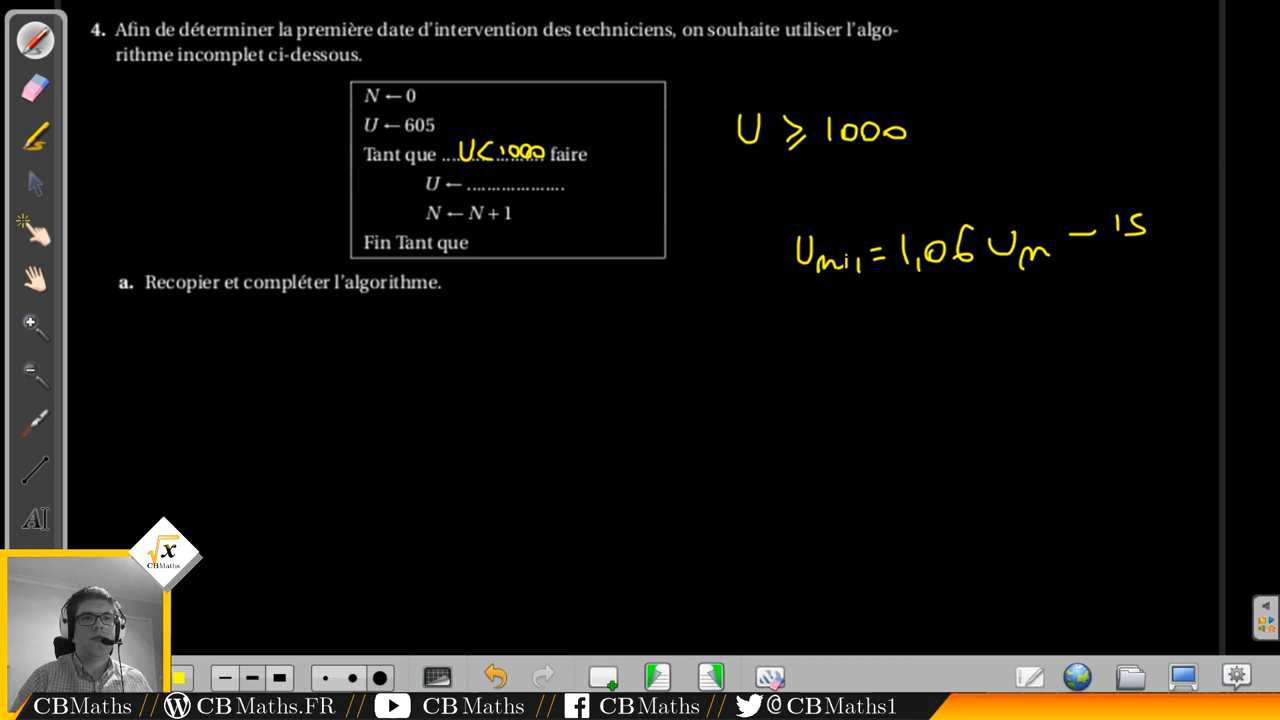 4. Afin de déterminer la première date d'intervention des techniciens, on souhaite utiliser l'algo-
rithme incomplet ci-dessous.
N ← 0
U ← 605
Tant que .... U < 1000 .... faire
U ← ...................
N ← N + 1
Fin Tant que
U ⩾ 1000
Un+1 = 1,06 Un - 15
a. Recopier et compléter l'algorithme.
AI
√x
CBMaths
CBMaths // CBMaths.FR // CBMaths // CBMaths // @CBMaths1